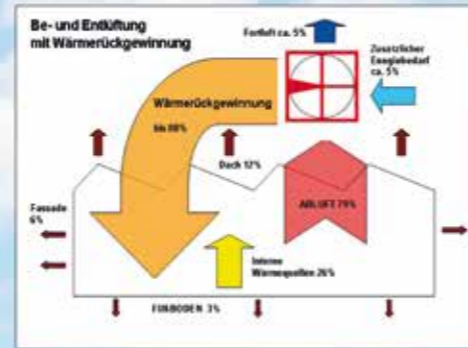 Be- und Entlüftung
mit Wärmerückgewinnung
Fortluft ca. 5%
Zusätzlicher
Energiebedarf
ca. 5%
Wärmerückgewinnung
bis 80%
Dach 12%
Fassade
6%
ABLUFT 79%
Interne
Wärmequellen 26%
FUßBODEN 3%